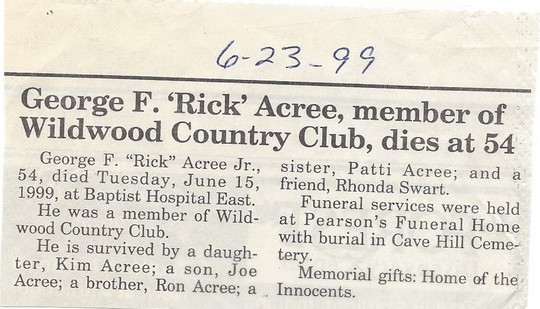 6-23-99
George F. 'Rick' Acree, member of
Wildwood Country Club, dies at 54
George F. "Rick" Acree Jr.,
54, died Tuesday, June 15,
1999, at Baptist Hospital East.
He was a member of Wild-
wood Country Club.
He is survived by a daugh-
ter, Kim Acree; a son, Joe
Acree; a brother, Ron Acree; a
sister, Patti Acree; and a
friend, Rhonda Swart.
Funeral services were held
at Pearson's Funeral Home
with burial in Cave Hill Ceme-
tery.
Memorial gifts: Home of the
Innocents.